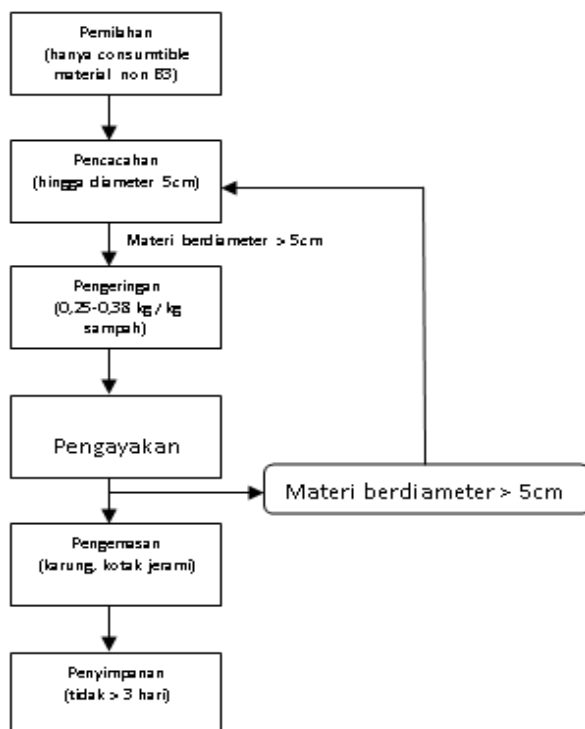 Pemilahan
(hanya consumtible
material non B3)
Pencacahan
(hingga diameter 5cm)
Materi berdiameter > 5cm
Pengeringan
(0,25-0,38 kg / kg
sampah)
Pengayakan
Materi berdiameter > 5cm
Pengemasan
(karung, kotak jerami)
Penyimpanan
(tidak > 3 hari)